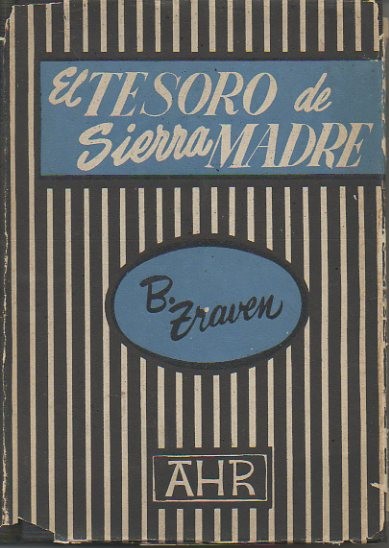 El TESORO de
Sierra MADRE
B. Traven
AHR